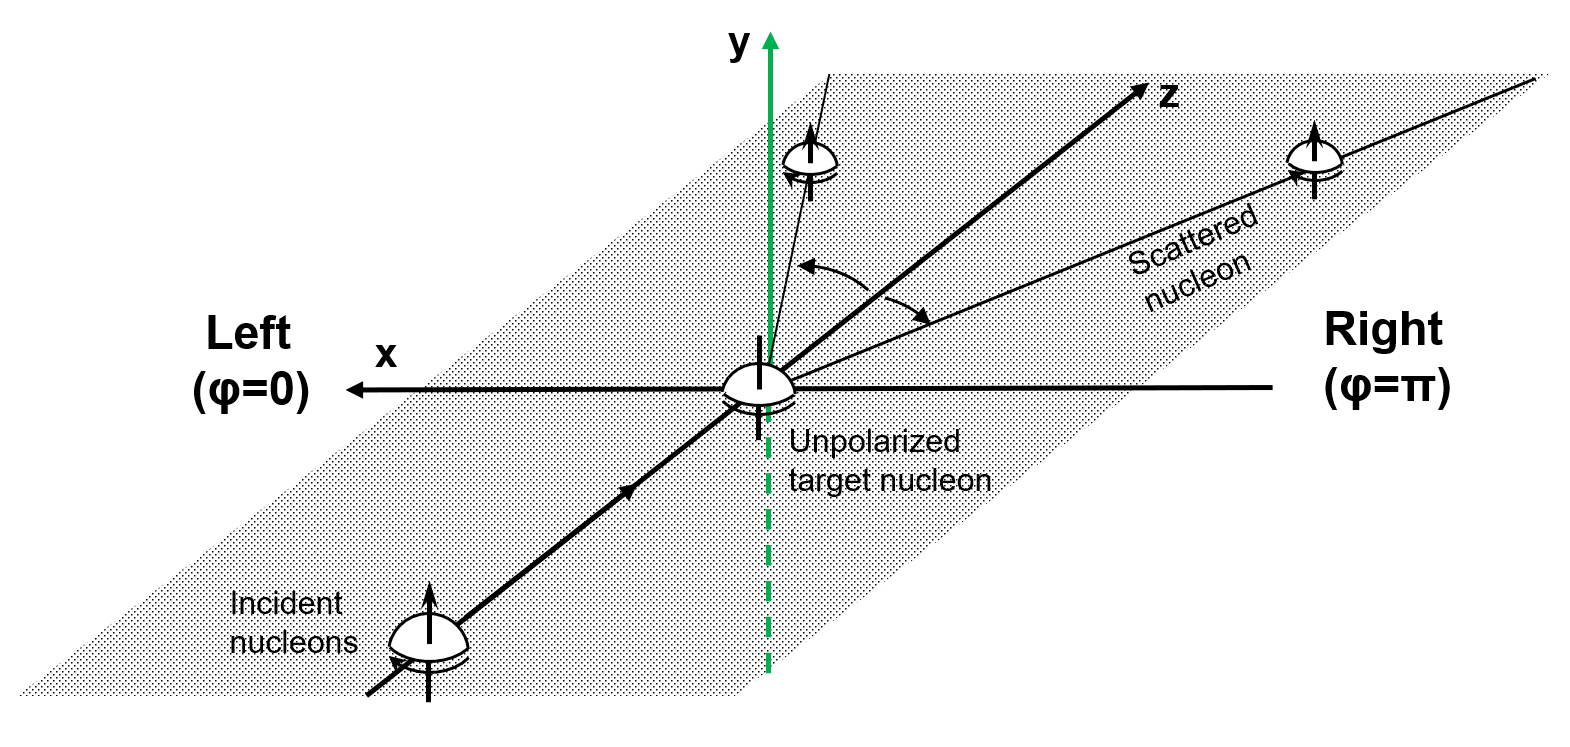 y
z
Scattered
nucleon
Left
(φ=0)
x
Right
(φ=π)
Unpolarized
target nucleon
Incident
nucleons